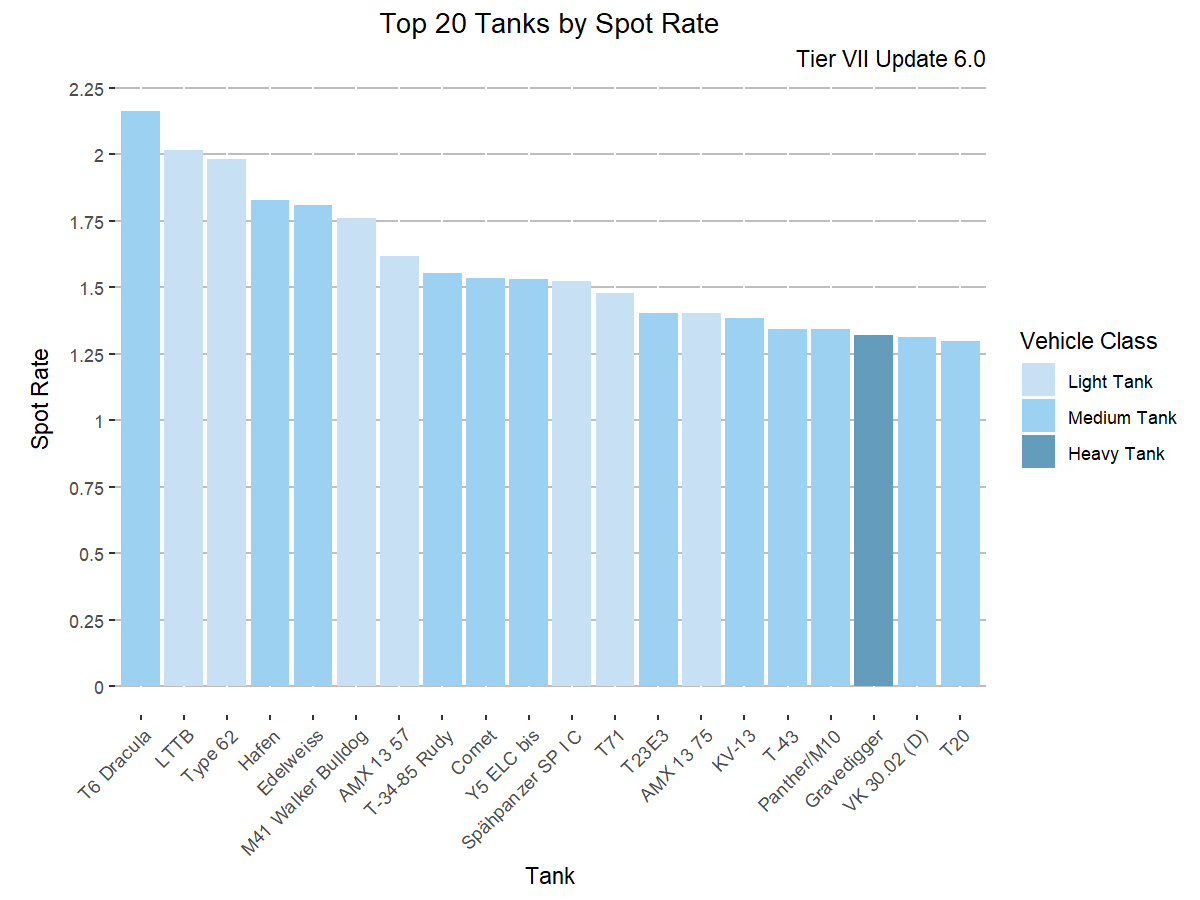 Top 20 Tanks by Spot Rate
Tier VII Update 6.0
2.25
2
1.75
1.5
1.25
1
0.75
0.5
0.25
0
Spot Rate
T6 Dracula
LTTB
Type 62
Hafen
Edelweiss
M41 Walker Bulldog
AMX 13 57
T-34-85 Rudy
Comet
Y5 ELC bis
Spähpanzer SP I C
T71
T23E3
AMX 13 75
KV-13
T-43
Panther/M10
Gravedigger
VK 30.02 (D)
T20
Tank
Vehicle Class
Light Tank
Medium Tank
Heavy Tank